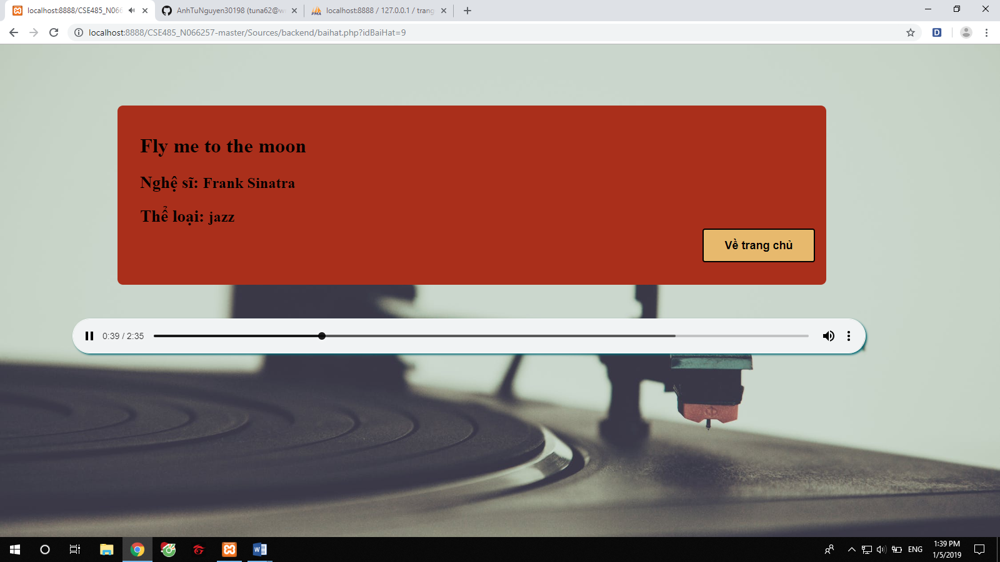 localhost:8888/CSE485_N066
AnhTuNguyen30198 (tuna62@w
localhost:8888 / 127.0.0.1 / trang
localhost:8888/CSE485_N066257-master/Sources/backend/baihat.php?idBaiHat=9
Fly me to the moon
Nghệ sĩ: Frank Sinatra
Thể loại: jazz
Về trang chủ
0:39 / 2:35
ENG
1:39 PM
1/5/2019